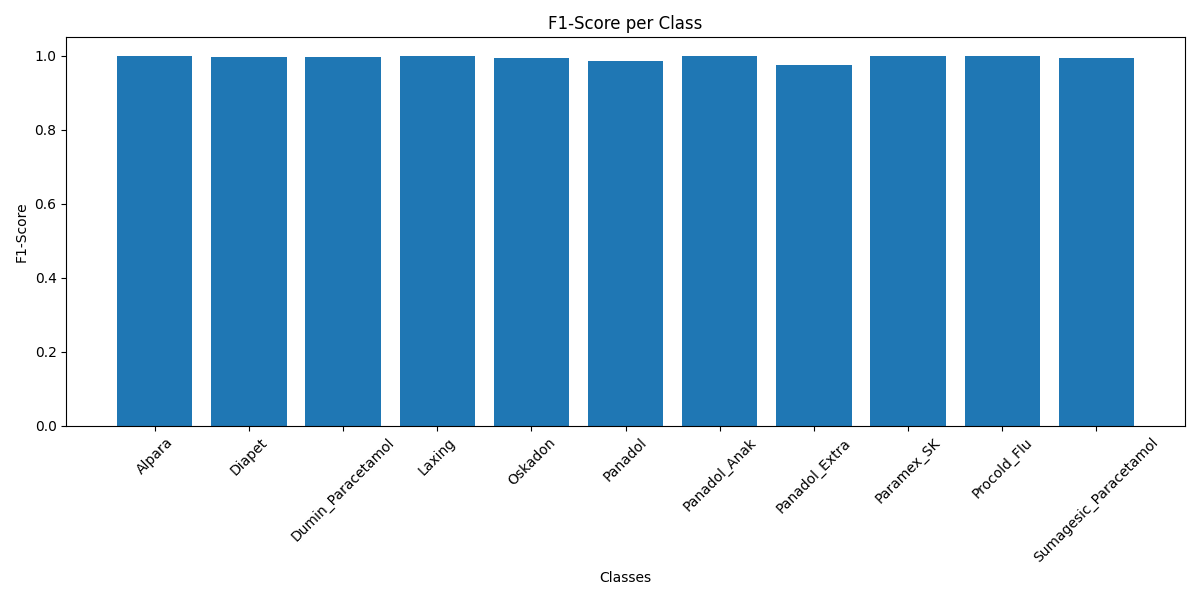 F1-Score per Class
1.0
0.8
0.6
0.4
0.2
0.0
F1-Score
Alpara
Diapet
Dumin_Paracetamol
Laxing
Oskadon
Panadol
Panadol_Anak
Panadol_Extra
Paramex_SK
Procold_Flu
Sumagesic_Paracetamol
Classes